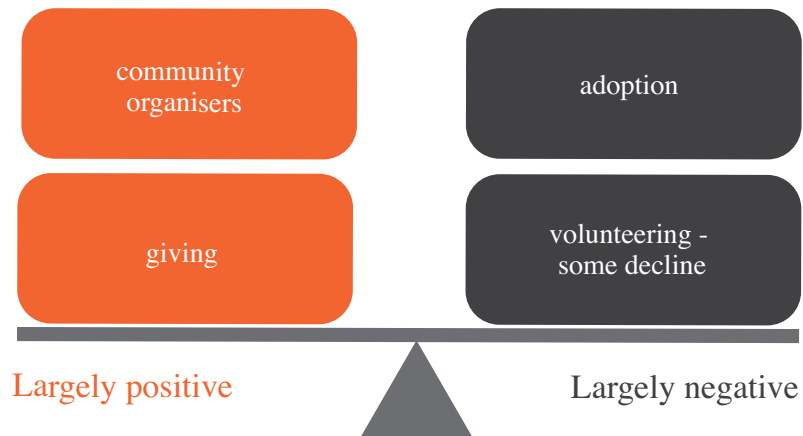 community
organisers
adoption
giving
volunteering -
some decline
Largely positive
Largely negative